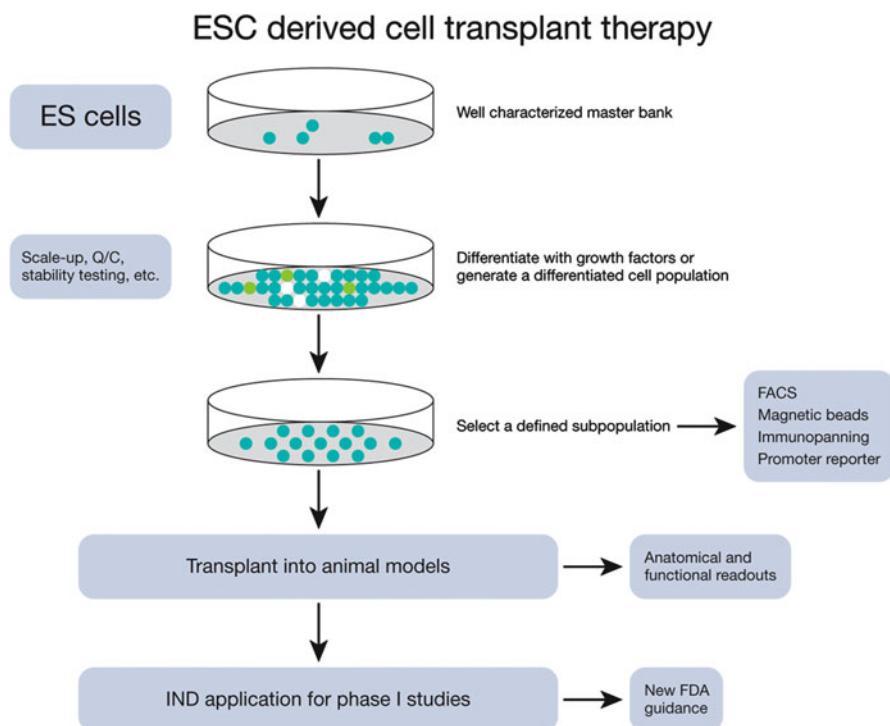 ESC derived cell transplant therapy
ES cells
Well characterized master bank
Scale-up, Q/C,
stability testing, etc.
Differentiate with growth factors or
generate a differentiated cell population
Select a defined subpopulation
FACS
Magnetic beads
Immunopanning
Promoter reporter
Transplant into animal models
Anatomical and
functional readouts
IND application for phase I studies
New FDA
guidance